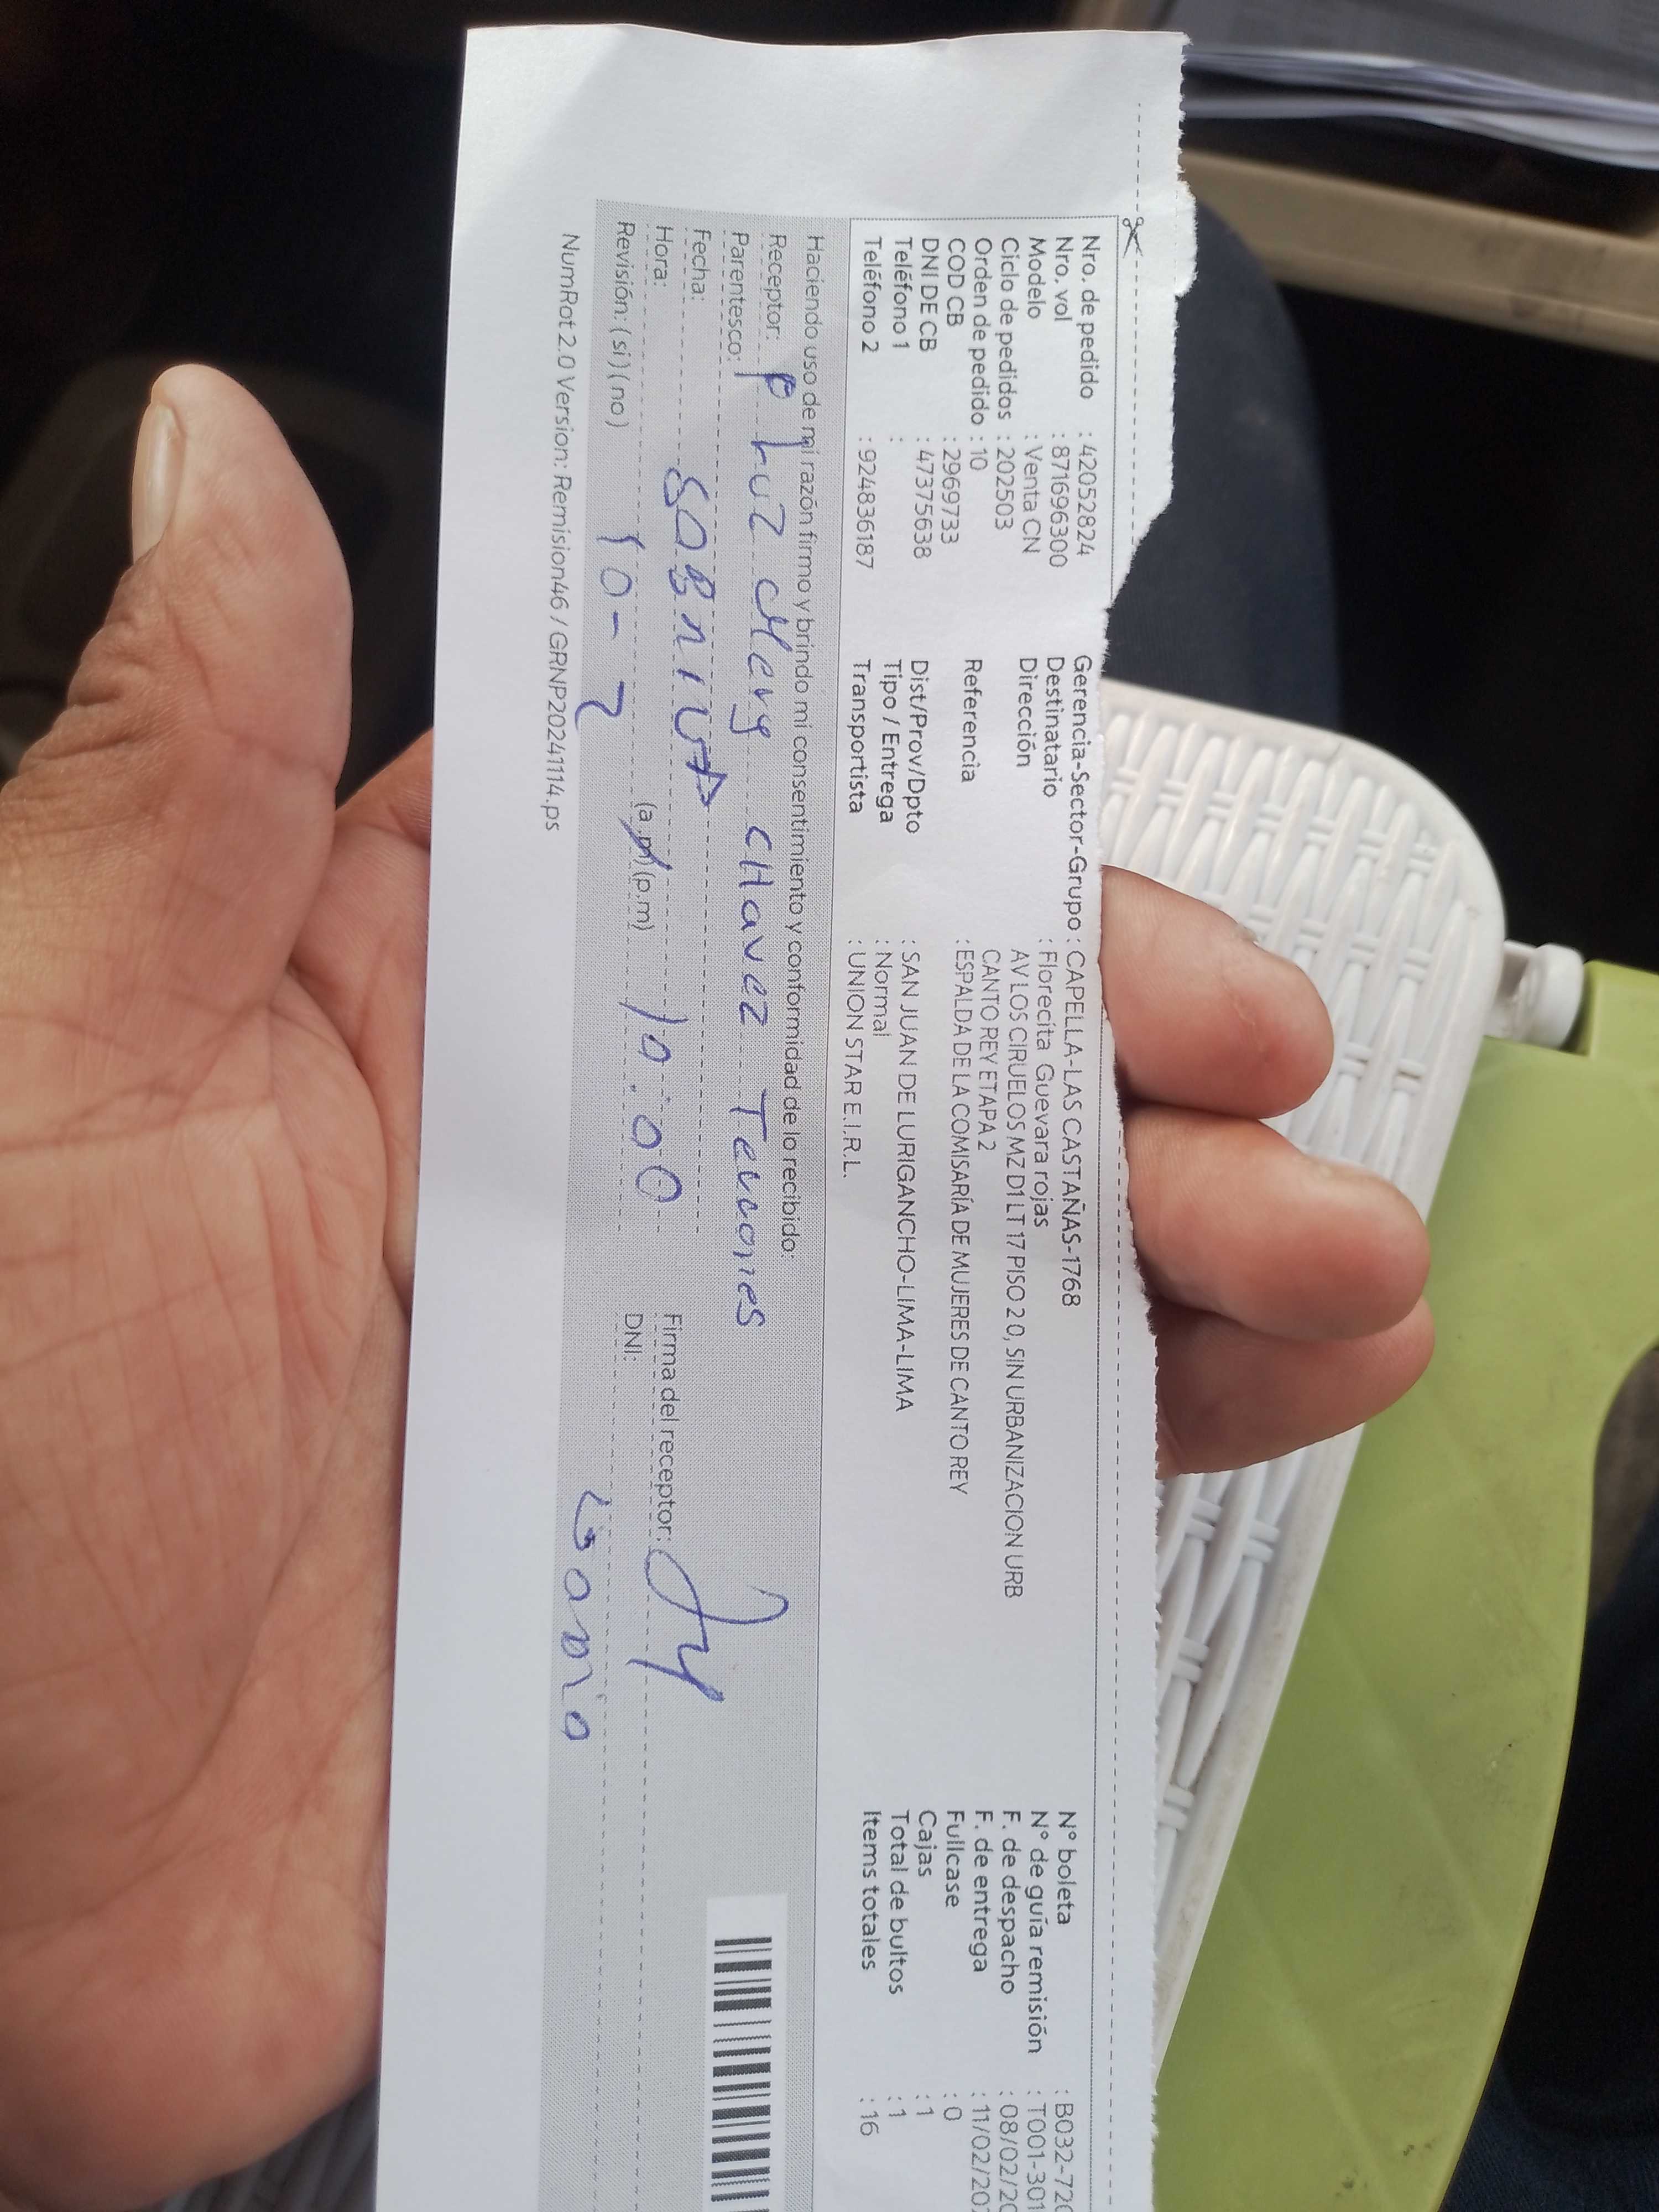 Nro. de pedido : 42052824
Nro. vol : 871696300
Modelo : Venta CN
Ciclo de pedidos : 202503
Orden de pedido : 10
COD CB : 2969733
DNI DE CB : 47375638
Teléfono 1 :
Teléfono 2 : 924836187
Gerencia-Sector-Grupo : CAPELLA-LAS CASTAÑAS-1768
Destinatario : Florecita Guevara rojas
Dirección AV LOS CIRUELOS MZ D1 LT 17 PISO 2 0, SIN URBANIZACION URB
CANTO REY ETAPA 2
Referencia : ESPALDA DE LA COMISARÍA DE MUJERES DE CANTO REY
Dist/Prov/Dpto : SAN JUAN DE LURIGANCHO-LIMA-LIMA
Tipo / Entrega : Normal
Transportista : UNION STAR E.I.R.L.
N° boleta : B032-720
N° de guía remisión : T001-301
F. de despacho : 08/02/20
F. de entrega : 11/02/202
Fullcase : 0
Cajas : 1
Total de bultos : 1
Items totales : 16
Haciendo uso de mi razón firmo y brindo mi consentimiento y conformidad de lo recibido:
Receptor: Luz Mery CHavez
Parentesco:
Fecha: 10-2
Hora: (a.m) (p.m) 10:00
Revisión: (si) (no)
Firma del receptor:
DNI:
NumRot 2.0 Version: Remision46 / GRNP20241114.ps